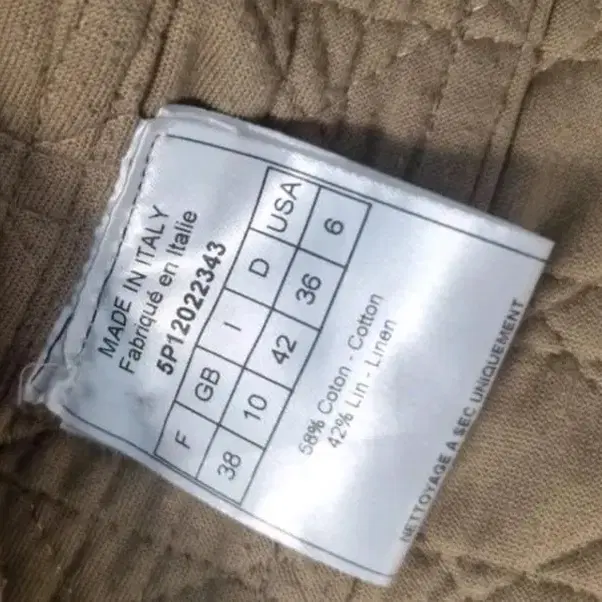 MADE IN ITALY
Fabriqué en Italie
5P12022343
F GB I D USA
38 10 42 36 6
58% Coton - Cotton
42% Lin - Linen
NETTOYAGE A SEC UNIQUEMENT